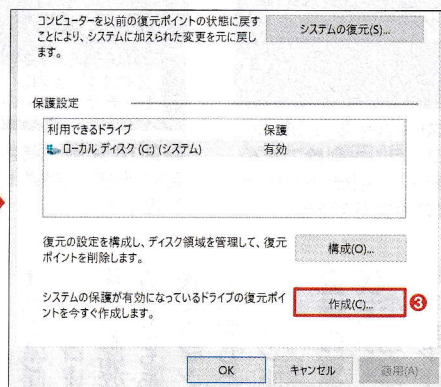 コンピューターを以前の復元ポイントの状態に戻す
ことにより、システムに加えられた変更を元に戻し
ます。
システムの復元(S)...
保護設定
利用できるドライブ 保護
ローカル ディスク (C:) (システム) 有効
復元の設定を構成し、ディスク領域を管理して、復元
ポイントを削除します。
構成(O)...
システムの保護が有効になっているドライブの復元ポイ
ントを今すぐ作成します。
作成(C)...
❸
OK キャンセル 適用(A)